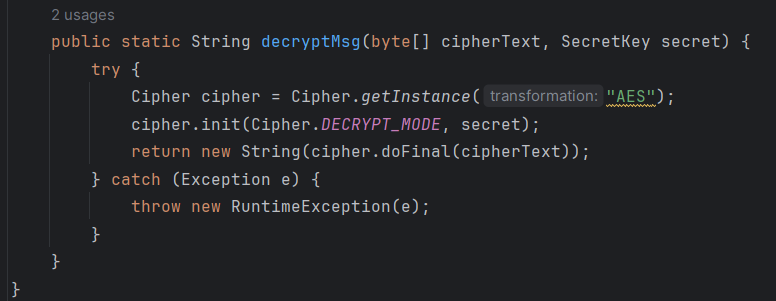 2 usages
public static String decryptMsg(byte[] cipherText, SecretKey secret) {
try {
Cipher cipher = Cipher.getInstance( transformation: "AES");
cipher.init(Cipher.DECRYPT_MODE, secret);
return new String(cipher.doFinal(cipherText));
} catch (Exception e) {
throw new RuntimeException(e);
}
}
}